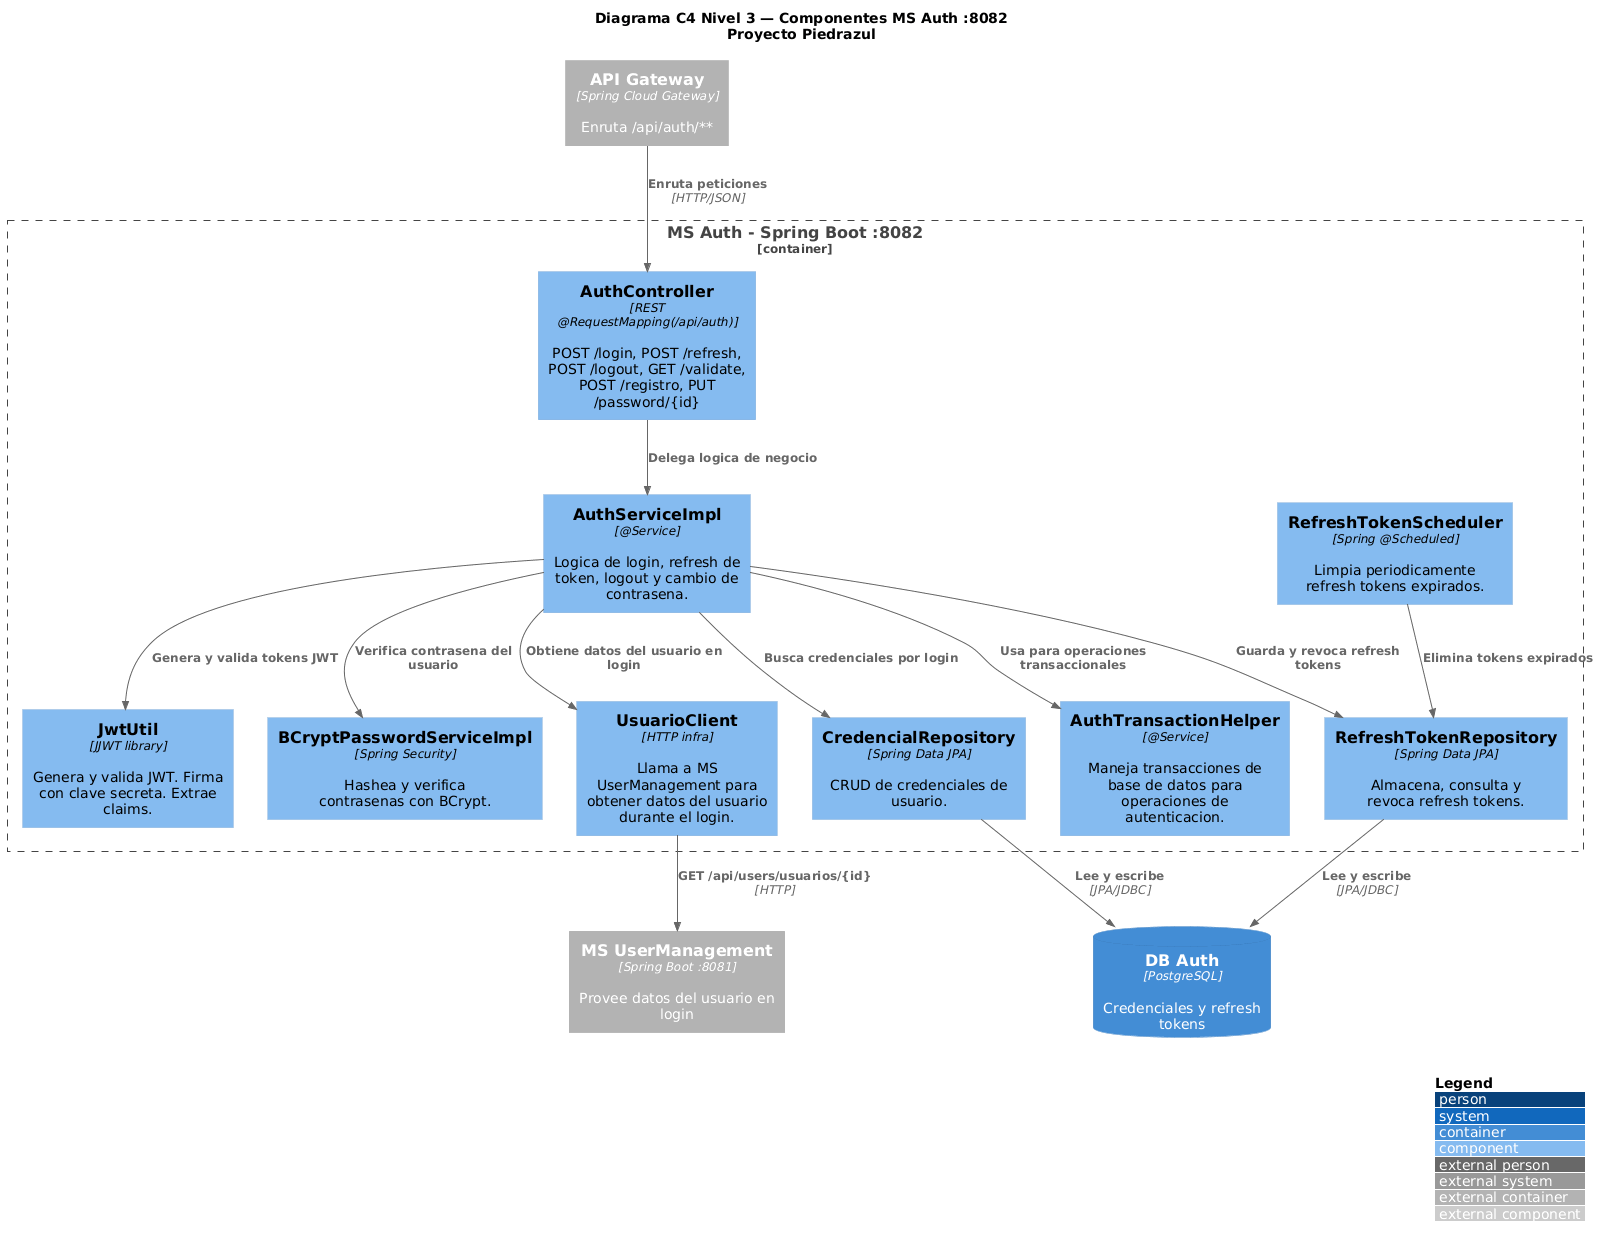 Diagrama C4 Nivel 3 — Componentes MS Auth :8082
Proyecto Piedrazul
API Gateway
[Spring Cloud Gateway]
Enruta /api/auth/**
Enruta peticiones
[HTTP/JSON]
MS Auth - Spring Boot :8082
[container]
AuthController
[REST
@RequestMapping(/api/auth)]
POST /login, POST /refresh,
POST /logout, GET /validate,
POST /registro, PUT
/password/{id}
Delega logica de negocio
AuthServiceImpl
[@Service]
Logica de login, refresh de
token, logout y cambio de
contrasena.
RefreshTokenScheduler
[Spring @Scheduled]
Limpia periodicamente
refresh tokens expirados.
Genera y valida tokens JWT
Verifica contrasena del
usuario
Obtiene datos del usuario en
login
Busca credenciales por login
Usa para operaciones
transaccionales
Guarda y revoca refresh
tokens
Elimina tokens expirados
JwtUtil
[JJWT library]
Genera y valida JWT. Firma
con clave secreta. Extrae
claims.
BCryptPasswordServiceImpl
[Spring Security]
Hashea y verifica
contrasenas con BCrypt.
UsuarioClient
[HTTP infra]
Llama a MS
UserManagement para
obtener datos del usuario
durante el login.
CredencialRepository
[Spring Data JPA]
CRUD de credenciales de
usuario.
AuthTransactionHelper
[@Service]
Maneja transacciones de
base de datos para
operaciones de
autenticacion.
RefreshTokenRepository
[Spring Data JPA]
Almacena, consulta y
revoca refresh tokens.
GET /api/users/usuarios/{id}
[HTTP]
Lee y escribe
[JPA/JDBC]
Lee y escribe
[JPA/JDBC]
MS UserManagement
[Spring Boot :8081]
Provee datos del usuario en
login
DB Auth
[PostgreSQL]
Credenciales y refresh
tokens
Legend
person
system
container
component
external person
external system
external container
external component